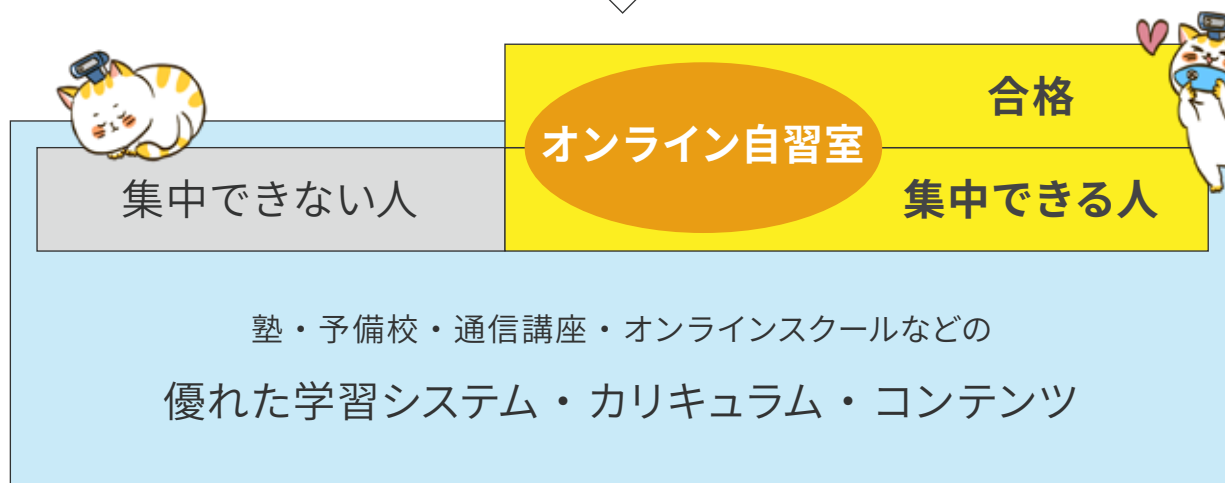 合格
オンライン自習室
集中できない人
集中できる人
塾・予備校・通信講座・オンラインスクールなどの
優れた学習システム・カリキュラム・コンテンツ